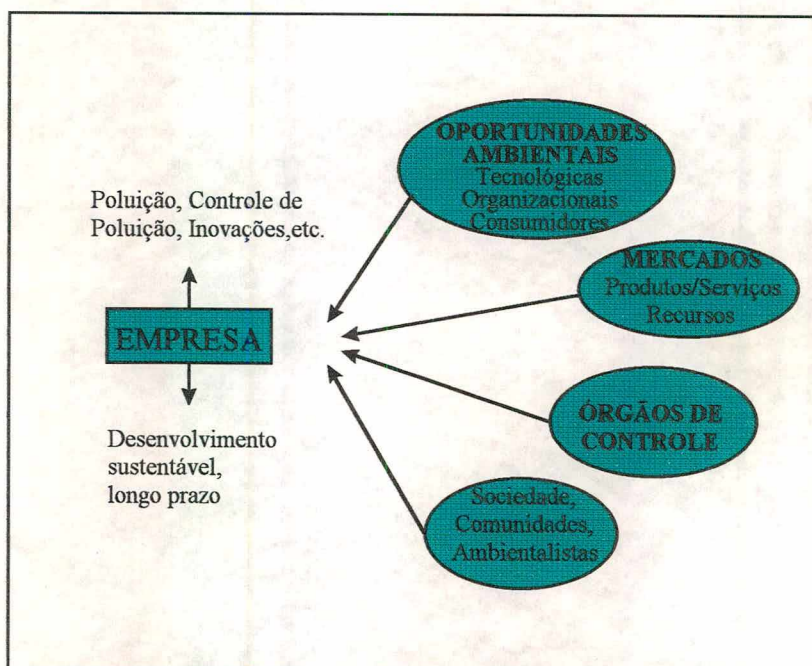 OPORTUNIDADES
AMBIENTAIS
Tecnológicas
Organizacionais
Consumidores
Poluição, Controle de
Poluição, Inovações,etc.
MERCADOS
Produtos/Serviços
Recursos
EMPRESA
ÓRGÃOS DE
CONTROLE
Desenvolvimento
sustentável,
longo prazo
Sociedade,
Comunidades,
Ambientalistas